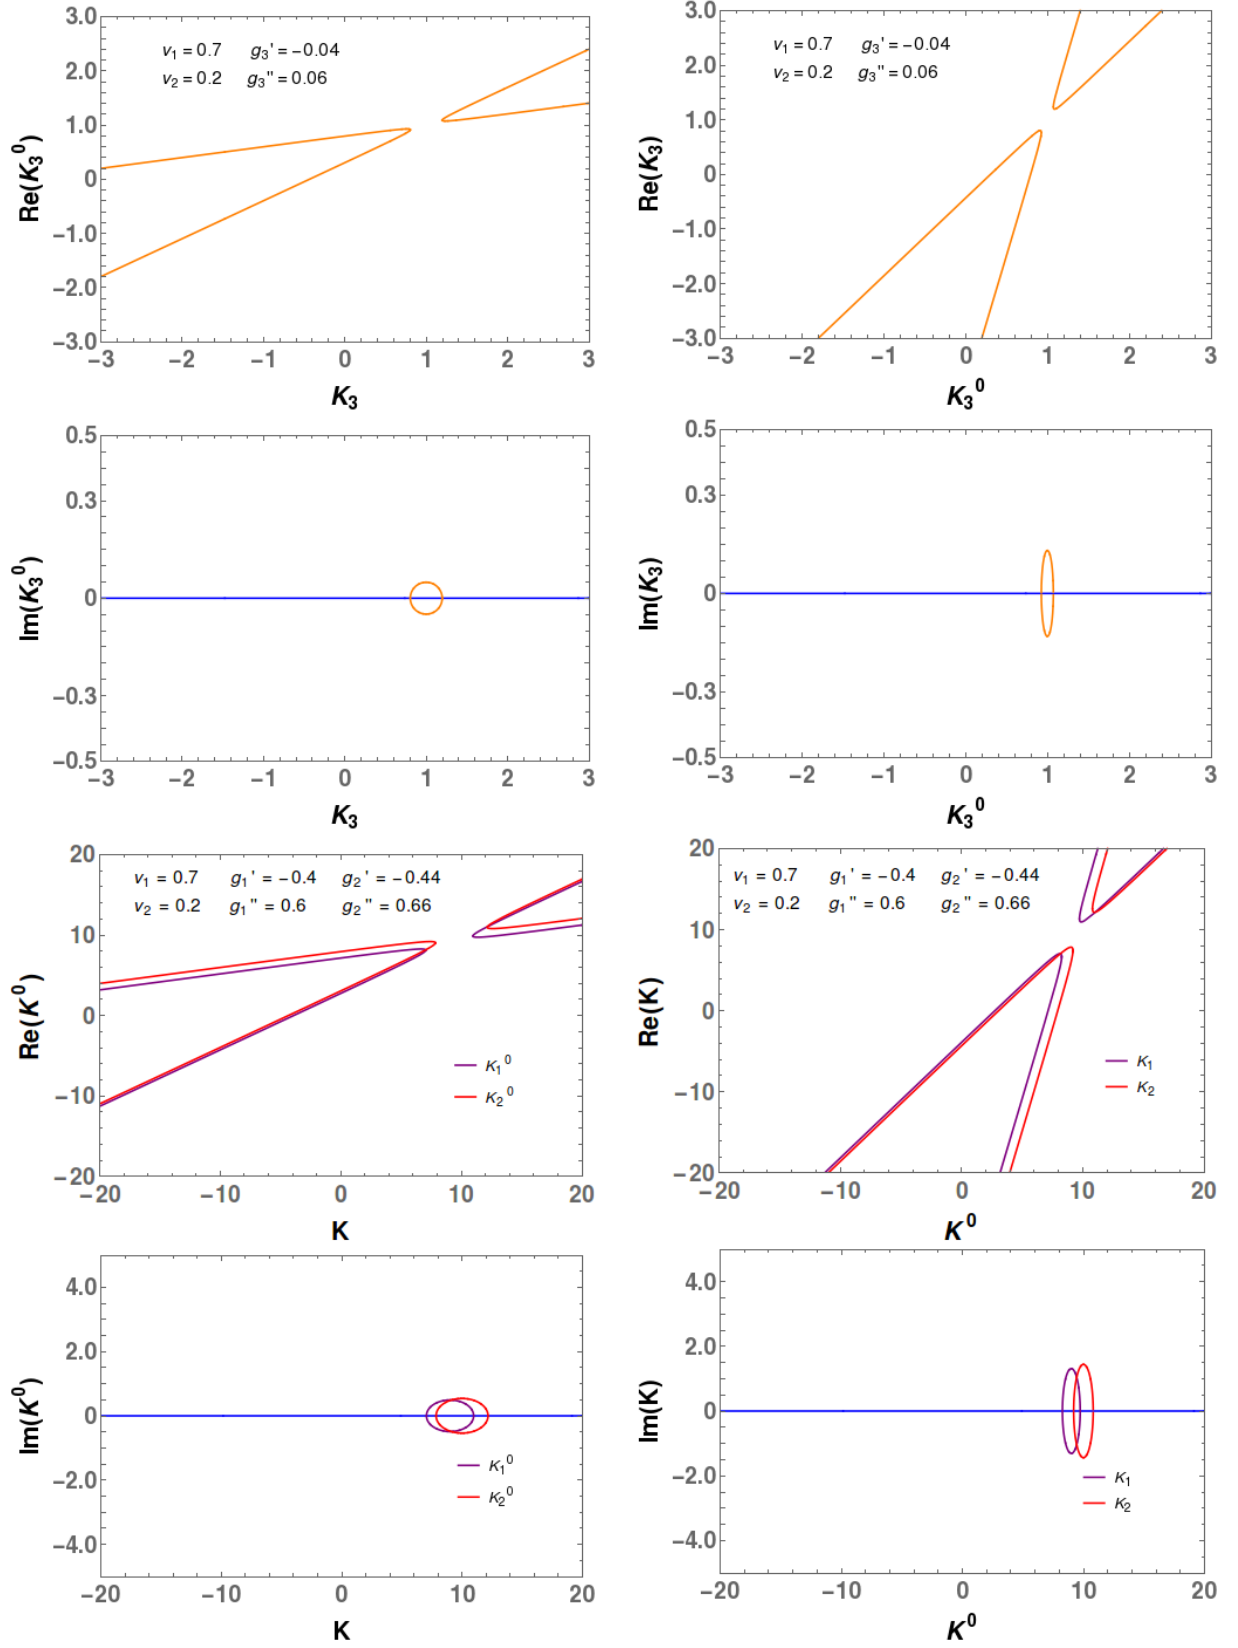 v₁ = 0.7 g₃' = −0.04
v₂ = 0.2 g₃'' = 0.06
Re(K₃⁰)
3.0
2.0
1.0
0
−1.0
−2.0
−3.0
−3 −2 −1 0 1 2 3
K₃
v₁ = 0.7 g₃' = −0.04
v₂ = 0.2 g₃'' = 0.06
Re(K₃)
3.0
2.0
1.0
0
−1.0
−2.0
−3.0
−3 −2 −1 0 1 2 3
K₃⁰
Im(K₃⁰)
0.5
0.3
0
−0.3
−0.5
−3 −2 −1 0 1 2 3
K₃
Im(K₃)
0.5
0.3
0
−0.3
−0.5
−3 −2 −1 0 1 2 3
K₃⁰
v₁ = 0.7 g₁' = −0.4 g₂' = −0.44
v₂ = 0.2 g₁'' = 0.6 g₂'' = 0.66
Re(K⁰)
20
10
0
−10
−20
K₁⁰
K₂⁰
−20 −10 0 10 20
K
v₁ = 0.7 g₁' = −0.4 g₂' = −0.44
v₂ = 0.2 g₁'' = 0.6 g₂'' = 0.66
Re(K)
20
10
0
−10
−20
K₁
K₂
−20 −10 0 10 20
K⁰
Im(K⁰)
4.0
2.0
0
−2.0
−4.0
K₁⁰
K₂⁰
−20 −10 0 10 20
K
Im(K)
4.0
2.0
0
−2.0
−4.0
K₁
K₂
−20 −10 0 10 20
K⁰